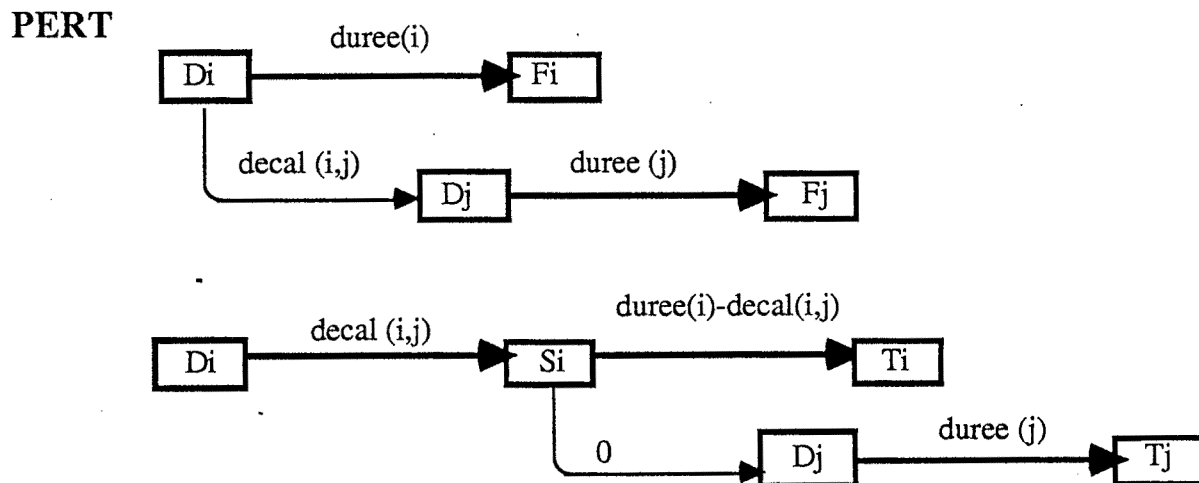 PERT
duree(i)
Di
Fi
decal (i,j)
duree (j)
Dj
Fj
duree(i)-decal(i,j)
decal (i,j)
Di
Si
Ti
duree (j)
0
Dj
Tj